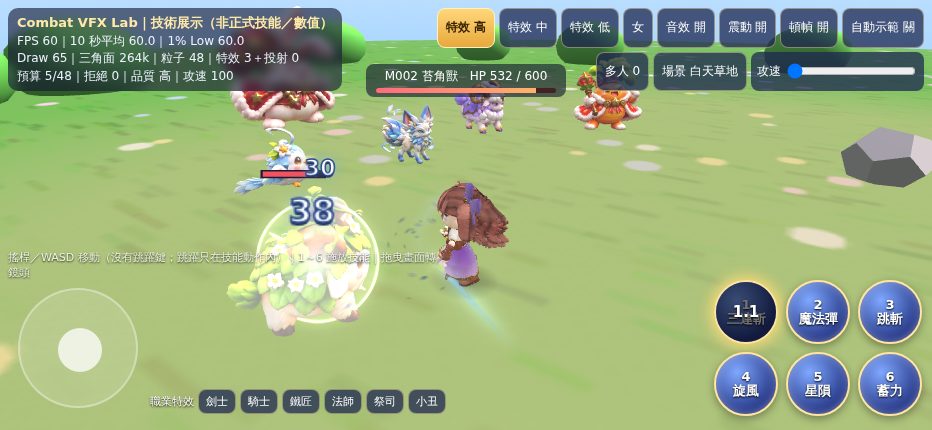 Combat VFX Lab｜技術展示（非正式技能／數值）
FPS 60｜10 秒平均 60.0｜1% Low 60.0
Draw 65｜三角面 264k｜粒子 48｜特效 3＋投射 0
預算 5/48｜拒絕 0｜品質 高｜攻速 100
特效 高
特效 中
特效 低
女
音效 開
震動 開
頓幀 開
自動示範 關
多人 0
場景 白天草地
攻速
M002 苔角獸 HP 532 / 600
30
38
搖桿／WASD 移動（沒有跳躍鍵；跳躍只在技能動作內）｜1～6 施放技能｜拖曳畫面轉
鏡頭
1
三連斬
1.1
2
魔法彈
3
跳斬
4
旋風
5
星隕
6
蓄力
職業特效
劍士
騎士
鐵匠
法師
祭司
小丑